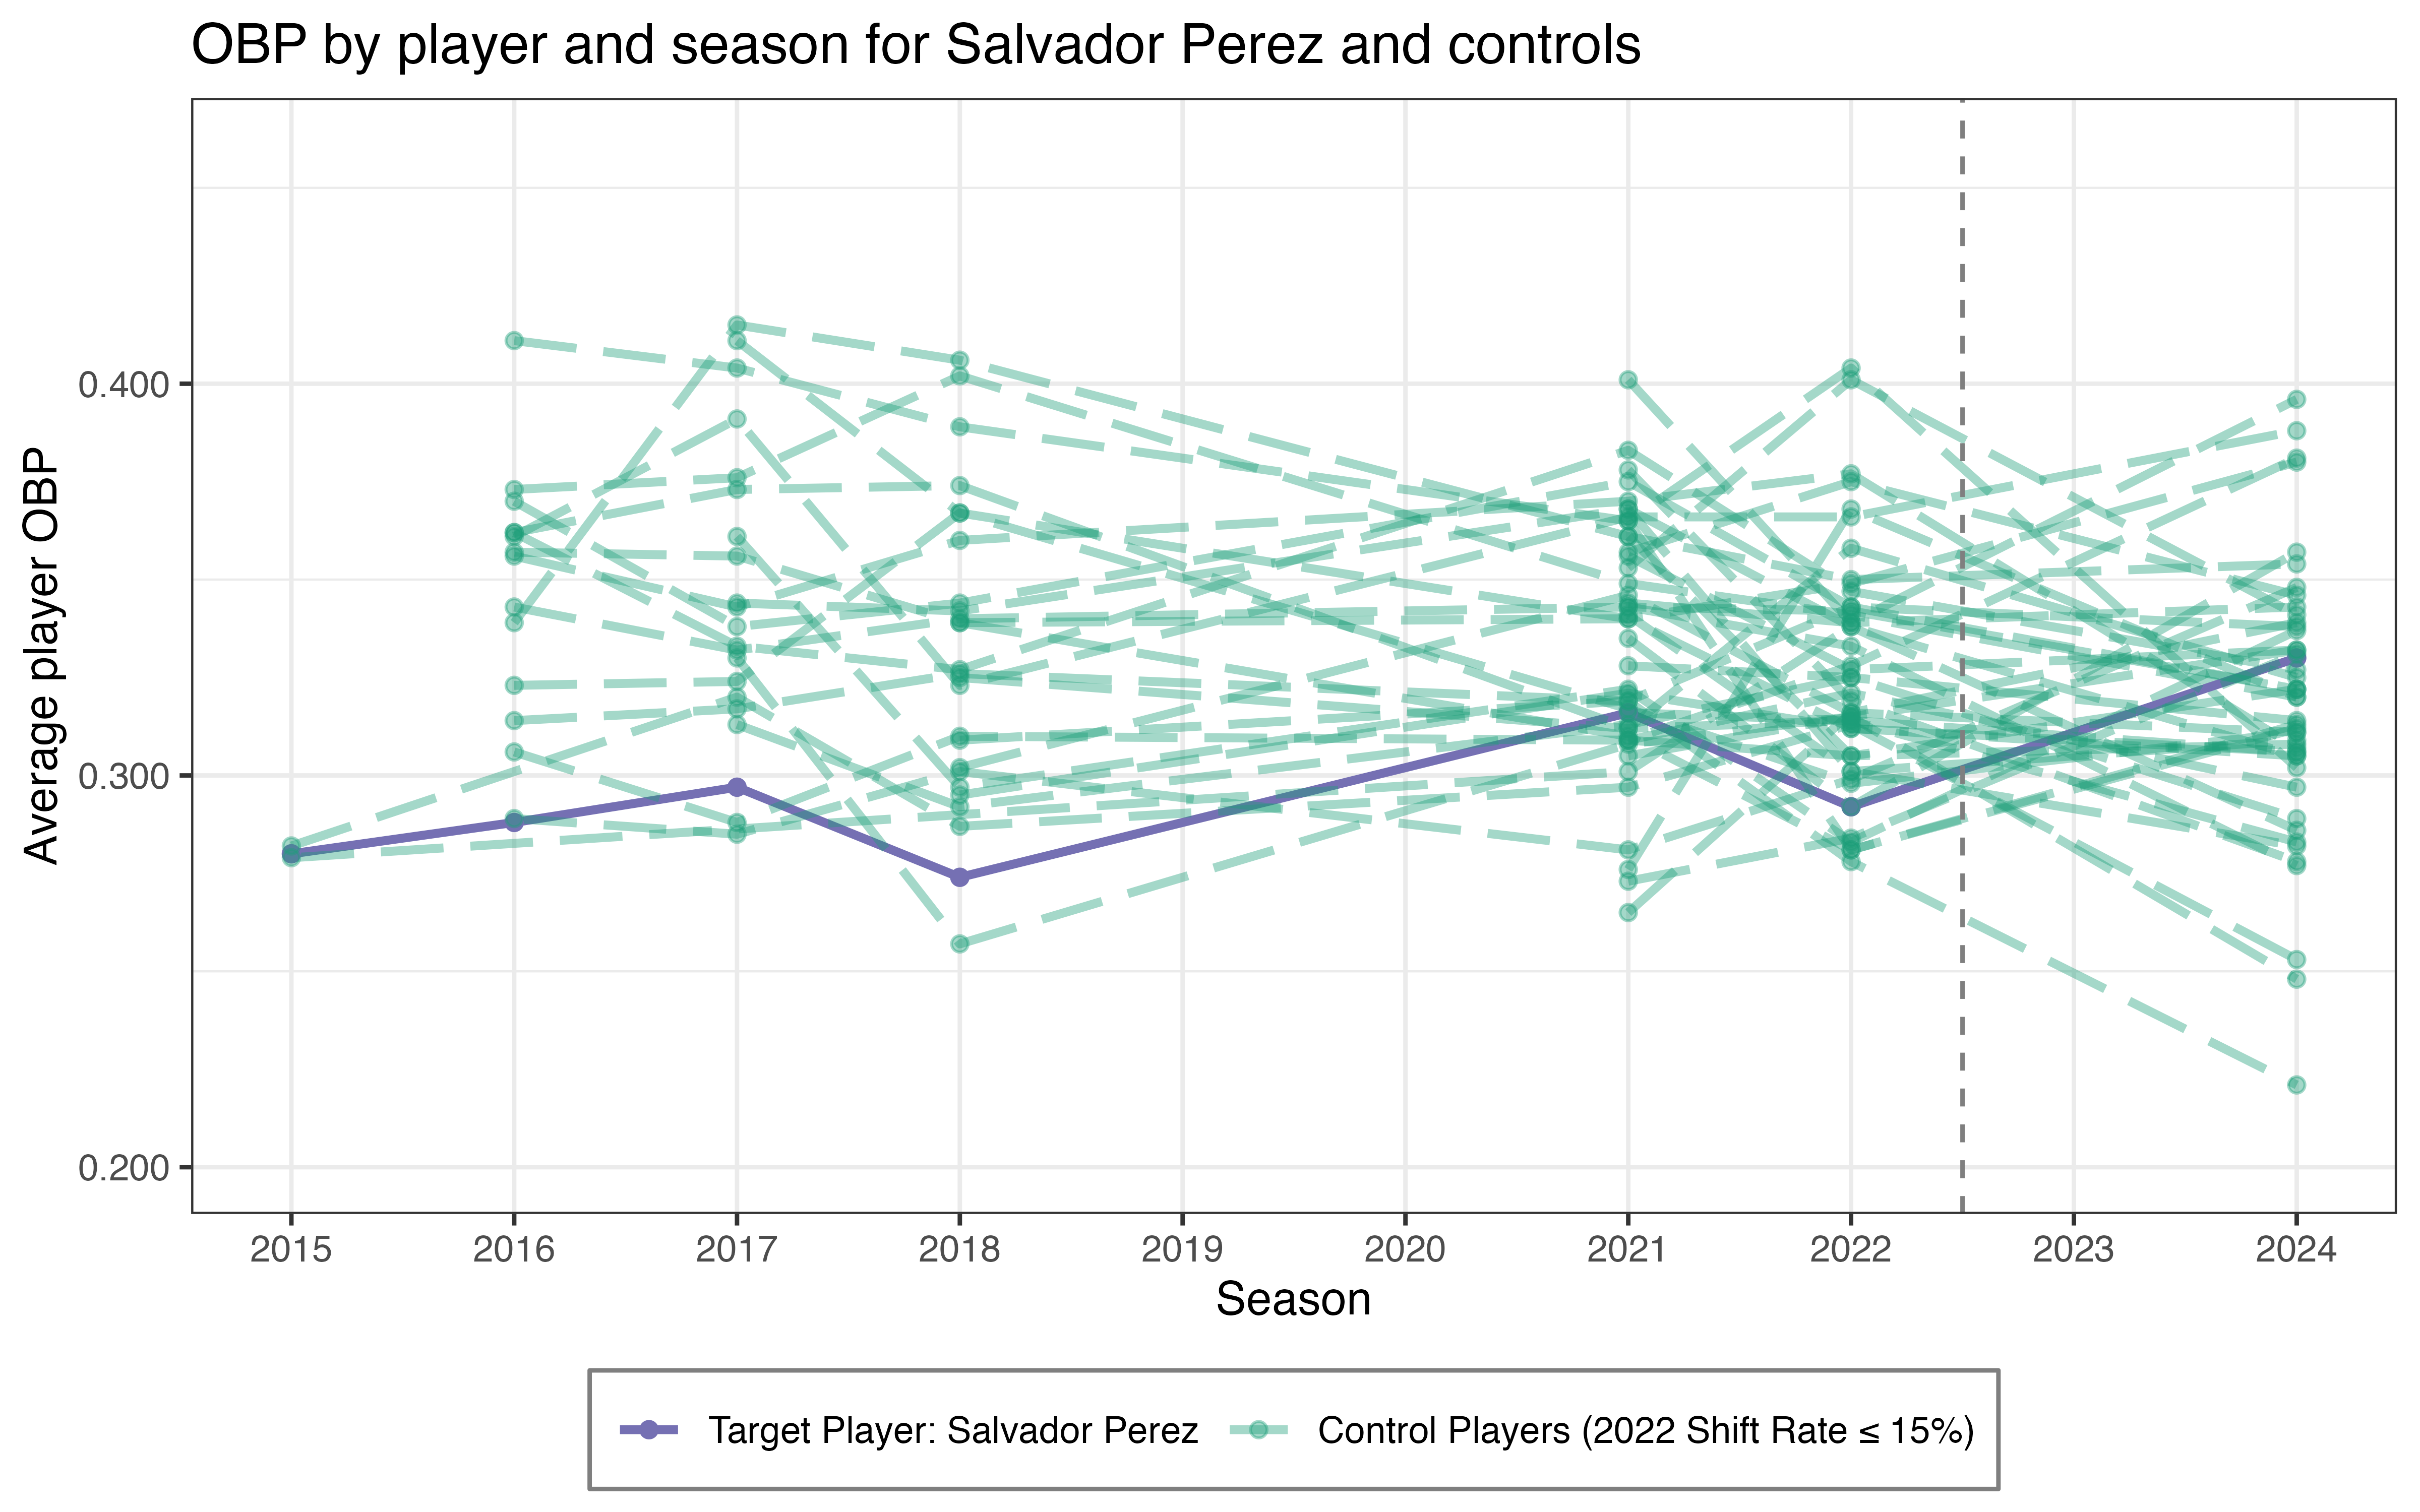 OBP by player and season for Salvador Perez and controls
Average player OBP
0.400
0.300
0.200
2015 2016 2017 2018 2019 2020 2021 2022 2023 2024
Season
Target Player: Salvador Perez Control Players (2022 Shift Rate ≤ 15%)